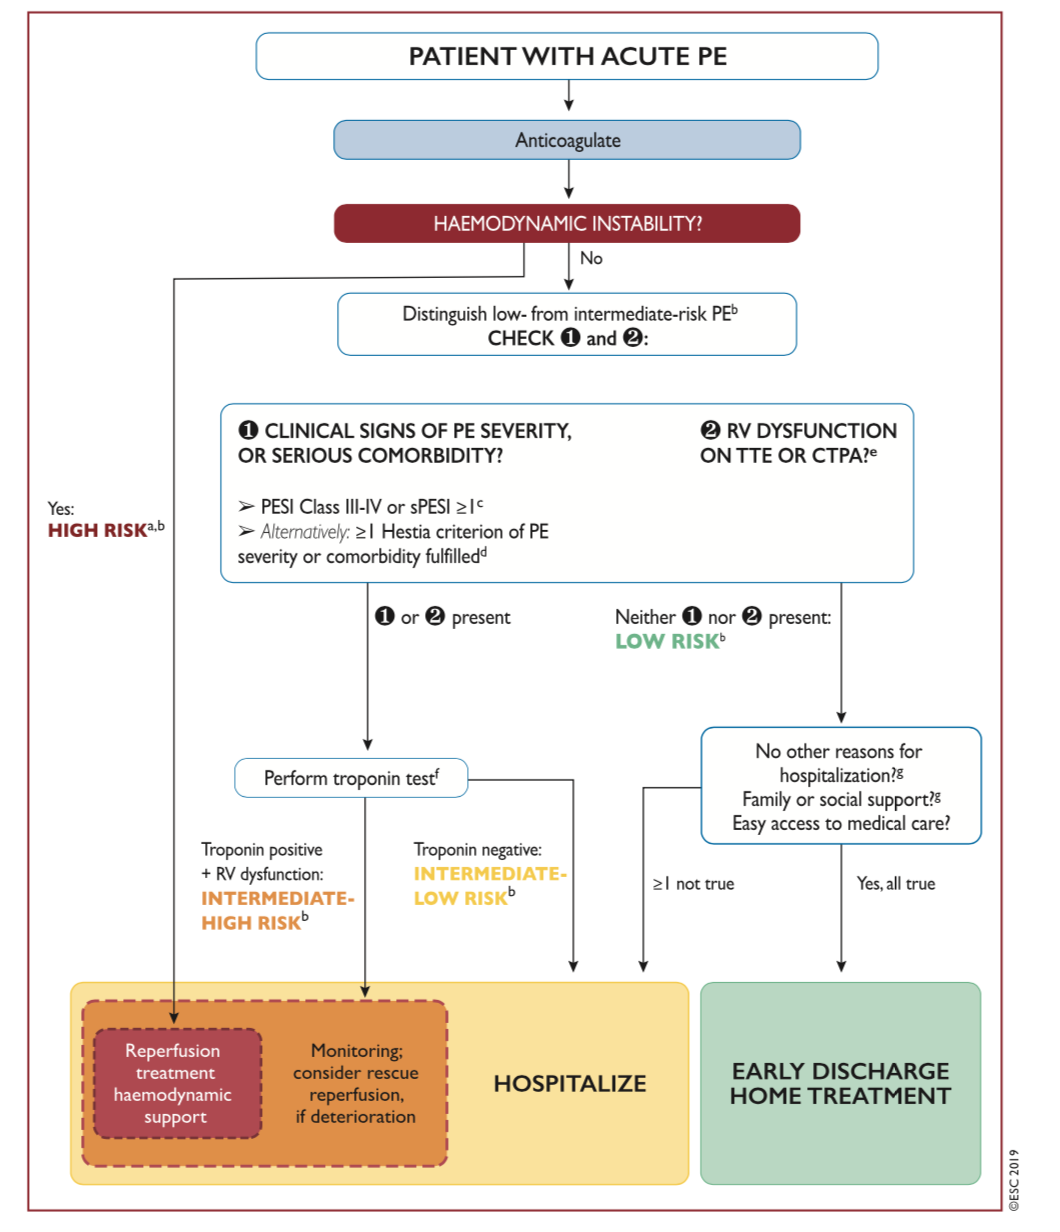 PATIENT WITH ACUTE PE
Anticoagulate
HAEMODYNAMIC INSTABILITY?
No
Distinguish low- from intermediate-risk PEᵇ
CHECK ❶ and ❷:
❶ CLINICAL SIGNS OF PE SEVERITY,
OR SERIOUS COMORBIDITY?
➢ PESI Class III-IV or sPESI ≥1ᶜ
➢ Alternatively: ≥1 Hestia criterion of PE
severity or comorbidity fulfilledᵈ
❷ RV DYSFUNCTION
ON TTE OR CTPA?ᵉ
Yes:
HIGH RISKᵃ,ᵇ
❶ or ❷ present
Neither ❶ nor ❷ present:
LOW RISKᵇ
Perform troponin testᶠ
No other reasons for
hospitalization?ᵍ
Family or social support?ᵍ
Easy access to medical care?
Troponin positive
+ RV dysfunction:
INTERMEDIATE-
HIGH RISKᵇ
Troponin negative:
INTERMEDIATE-
LOW RISKᵇ
≥1 not true
Yes, all true
Reperfusion
treatment
haemodynamic
support
Monitoring;
consider rescue
reperfusion,
if deterioration
HOSPITALIZE
EARLY DISCHARGE
HOME TREATMENT
©ESC 2019